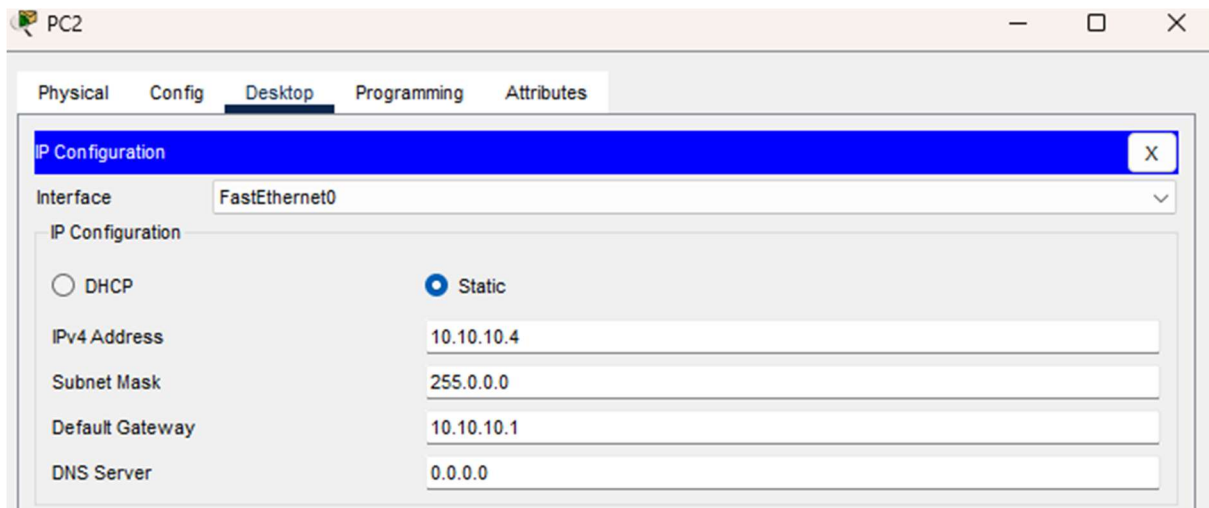 PC2
Physical Config Desktop Programming Attributes
IP Configuration X
Interface FastEthernet0
IP Configuration
DHCP Static
IPv4 Address 10.10.10.4
Subnet Mask 255.0.0.0
Default Gateway 10.10.10.1
DNS Server 0.0.0.0